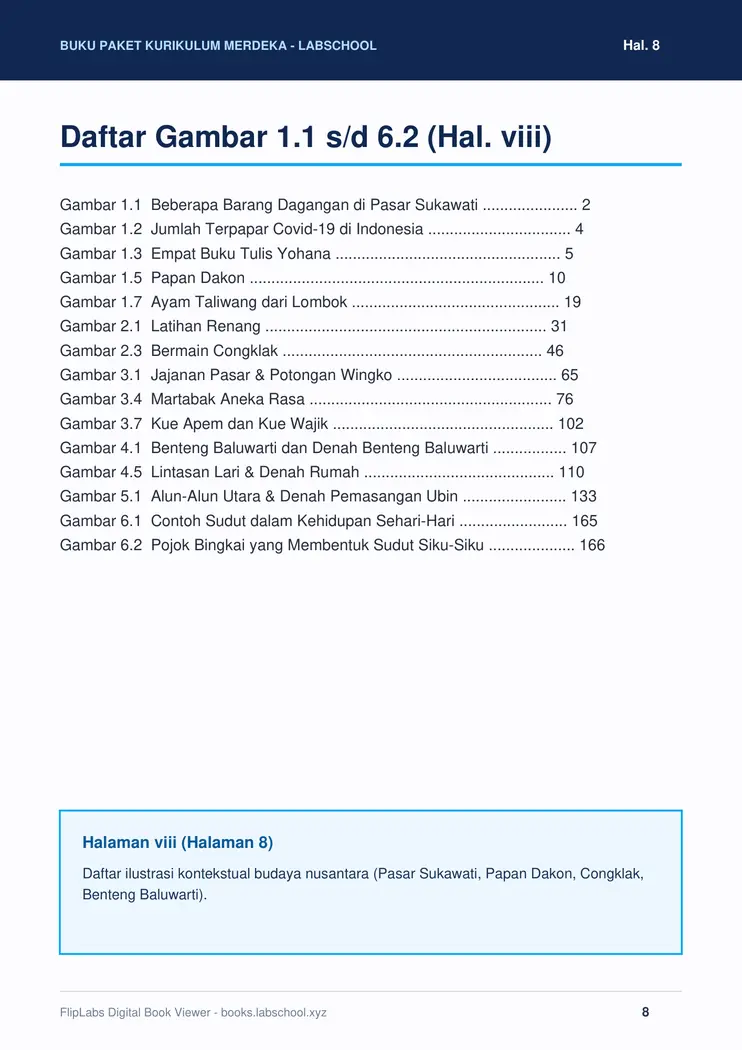 BUKU PAKET KURIKULUM MERDEKA - LABSCHOOL Hal. 8
Daftar Gambar 1.1 s/d 6.2 (Hal. viii)
Gambar 1.1 Beberapa Barang Dagangan di Pasar Sukawati ...................... 2
Gambar 1.2 Jumlah Terpapar Covid-19 di Indonesia ................................. 4
Gambar 1.3 Empat Buku Tulis Yohana .................................................... 5
Gambar 1.5 Papan Dakon .................................................................... 10
Gambar 1.7 Ayam Taliwang dari Lombok ................................................ 19
Gambar 2.1 Latihan Renang ................................................................. 31
Gambar 2.3 Bermain Congklak ............................................................ 46
Gambar 3.1 Jajanan Pasar & Potongan Wingko ..................................... 65
Gambar 3.4 Martabak Aneka Rasa ........................................................ 76
Gambar 3.7 Kue Apem dan Kue Wajik ................................................... 102
Gambar 4.1 Benteng Baluwarti dan Denah Benteng Baluwarti ................. 107
Gambar 4.5 Lintasan Lari & Denah Rumah ............................................ 110
Gambar 5.1 Alun-Alun Utara & Denah Pemasangan Ubin ........................ 133
Gambar 6.1 Contoh Sudut dalam Kehidupan Sehari-Hari ......................... 165
Gambar 6.2 Pojok Bingkai yang Membentuk Sudut Siku-Siku .................... 166
Halaman viii (Halaman 8)
Daftar ilustrasi kontekstual budaya nusantara (Pasar Sukawati, Papan Dakon, Congklak,
Benteng Baluwarti).
FlipLabs Digital Book Viewer - books.labschool.xyz 8